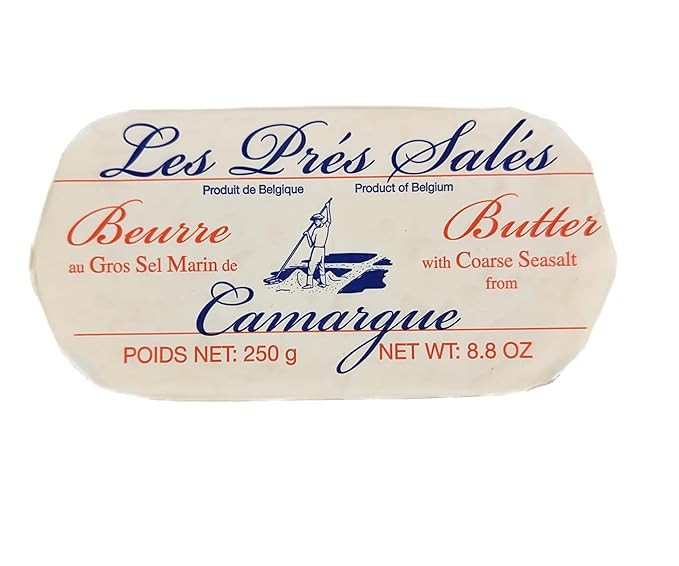 Les Prés Salés
Produit de Belgique Product of Belgium
Beurre
au Gros Sel Marin de
Butter
with Coarse Seasalt
from
Camargue
POIDS NET: 250 g NET WT: 8.8 OZ